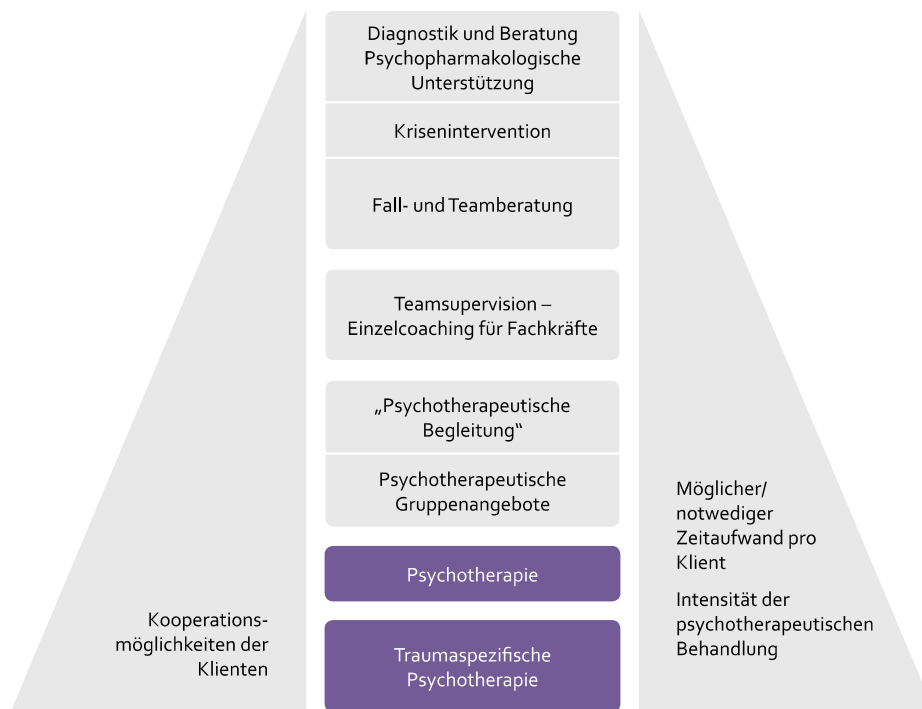 Diagnostik und Beratung
Psychopharmakologische
Unterstützung
Krisenintervention
Fall- und Teamberatung
Teamsupervision –
Einzelcoaching für Fachkräfte
„Psychotherapeutische
Begleitung“
Psychotherapeutische
Gruppenangebote
Psychotherapie
Traumaspezifische
Psychotherapie
Kooperations-
möglichkeiten der
Klienten
Möglicher/
notwediger
Zeitaufwand pro
Klient
Intensität der
psychotherapeutischen
Behandlung